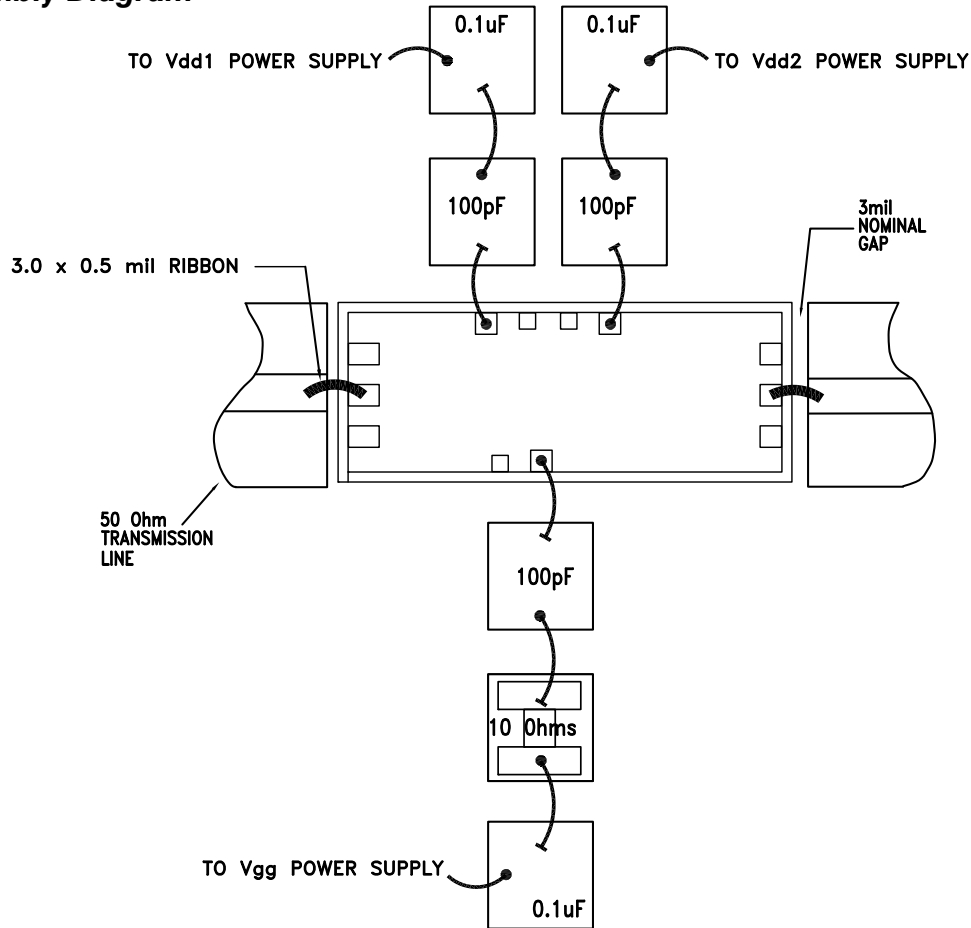 Diagram
0.1uF
0.1uF
TO Vdd1 POWER SUPPLY
TO Vdd2 POWER SUPPLY
100pF
100pF
3mil
NOMINAL
GAP
3.0 x 0.5 mil RIBBON
50 Ohm
TRANSMISSION
LINE
100pF
10 Ohms
TO Vgg POWER SUPPLY
0.1uF